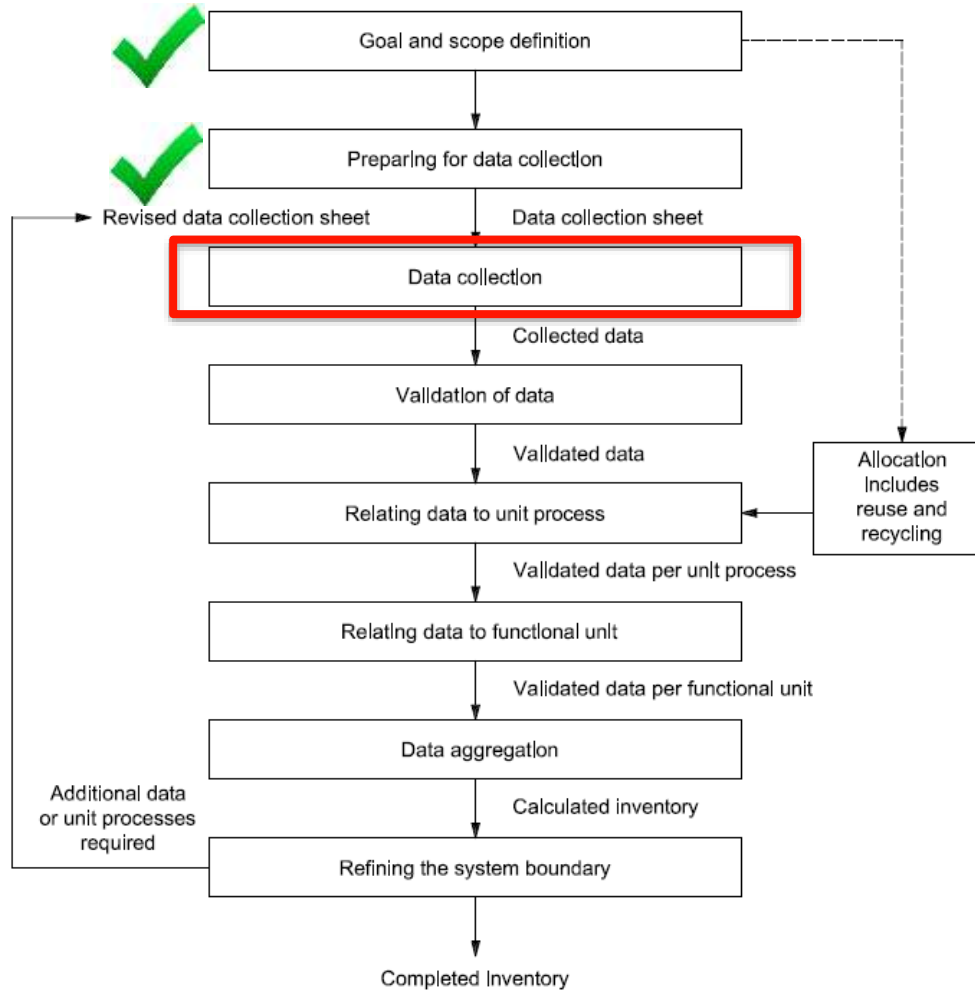 Goal and scope definition
Preparing for data collection
Revised data collection sheet
Data collection sheet
Data collection
Collected data
Validation of data
Validated data
Allocation
includes
reuse and
recycling
Relating data to unit process
Validated data per unit process
Relating data to functional unit
Validated data per functional unit
Data aggregation
Additional data
or unit processes
required
Calculated inventory
Refining the system boundary
Completed inventory